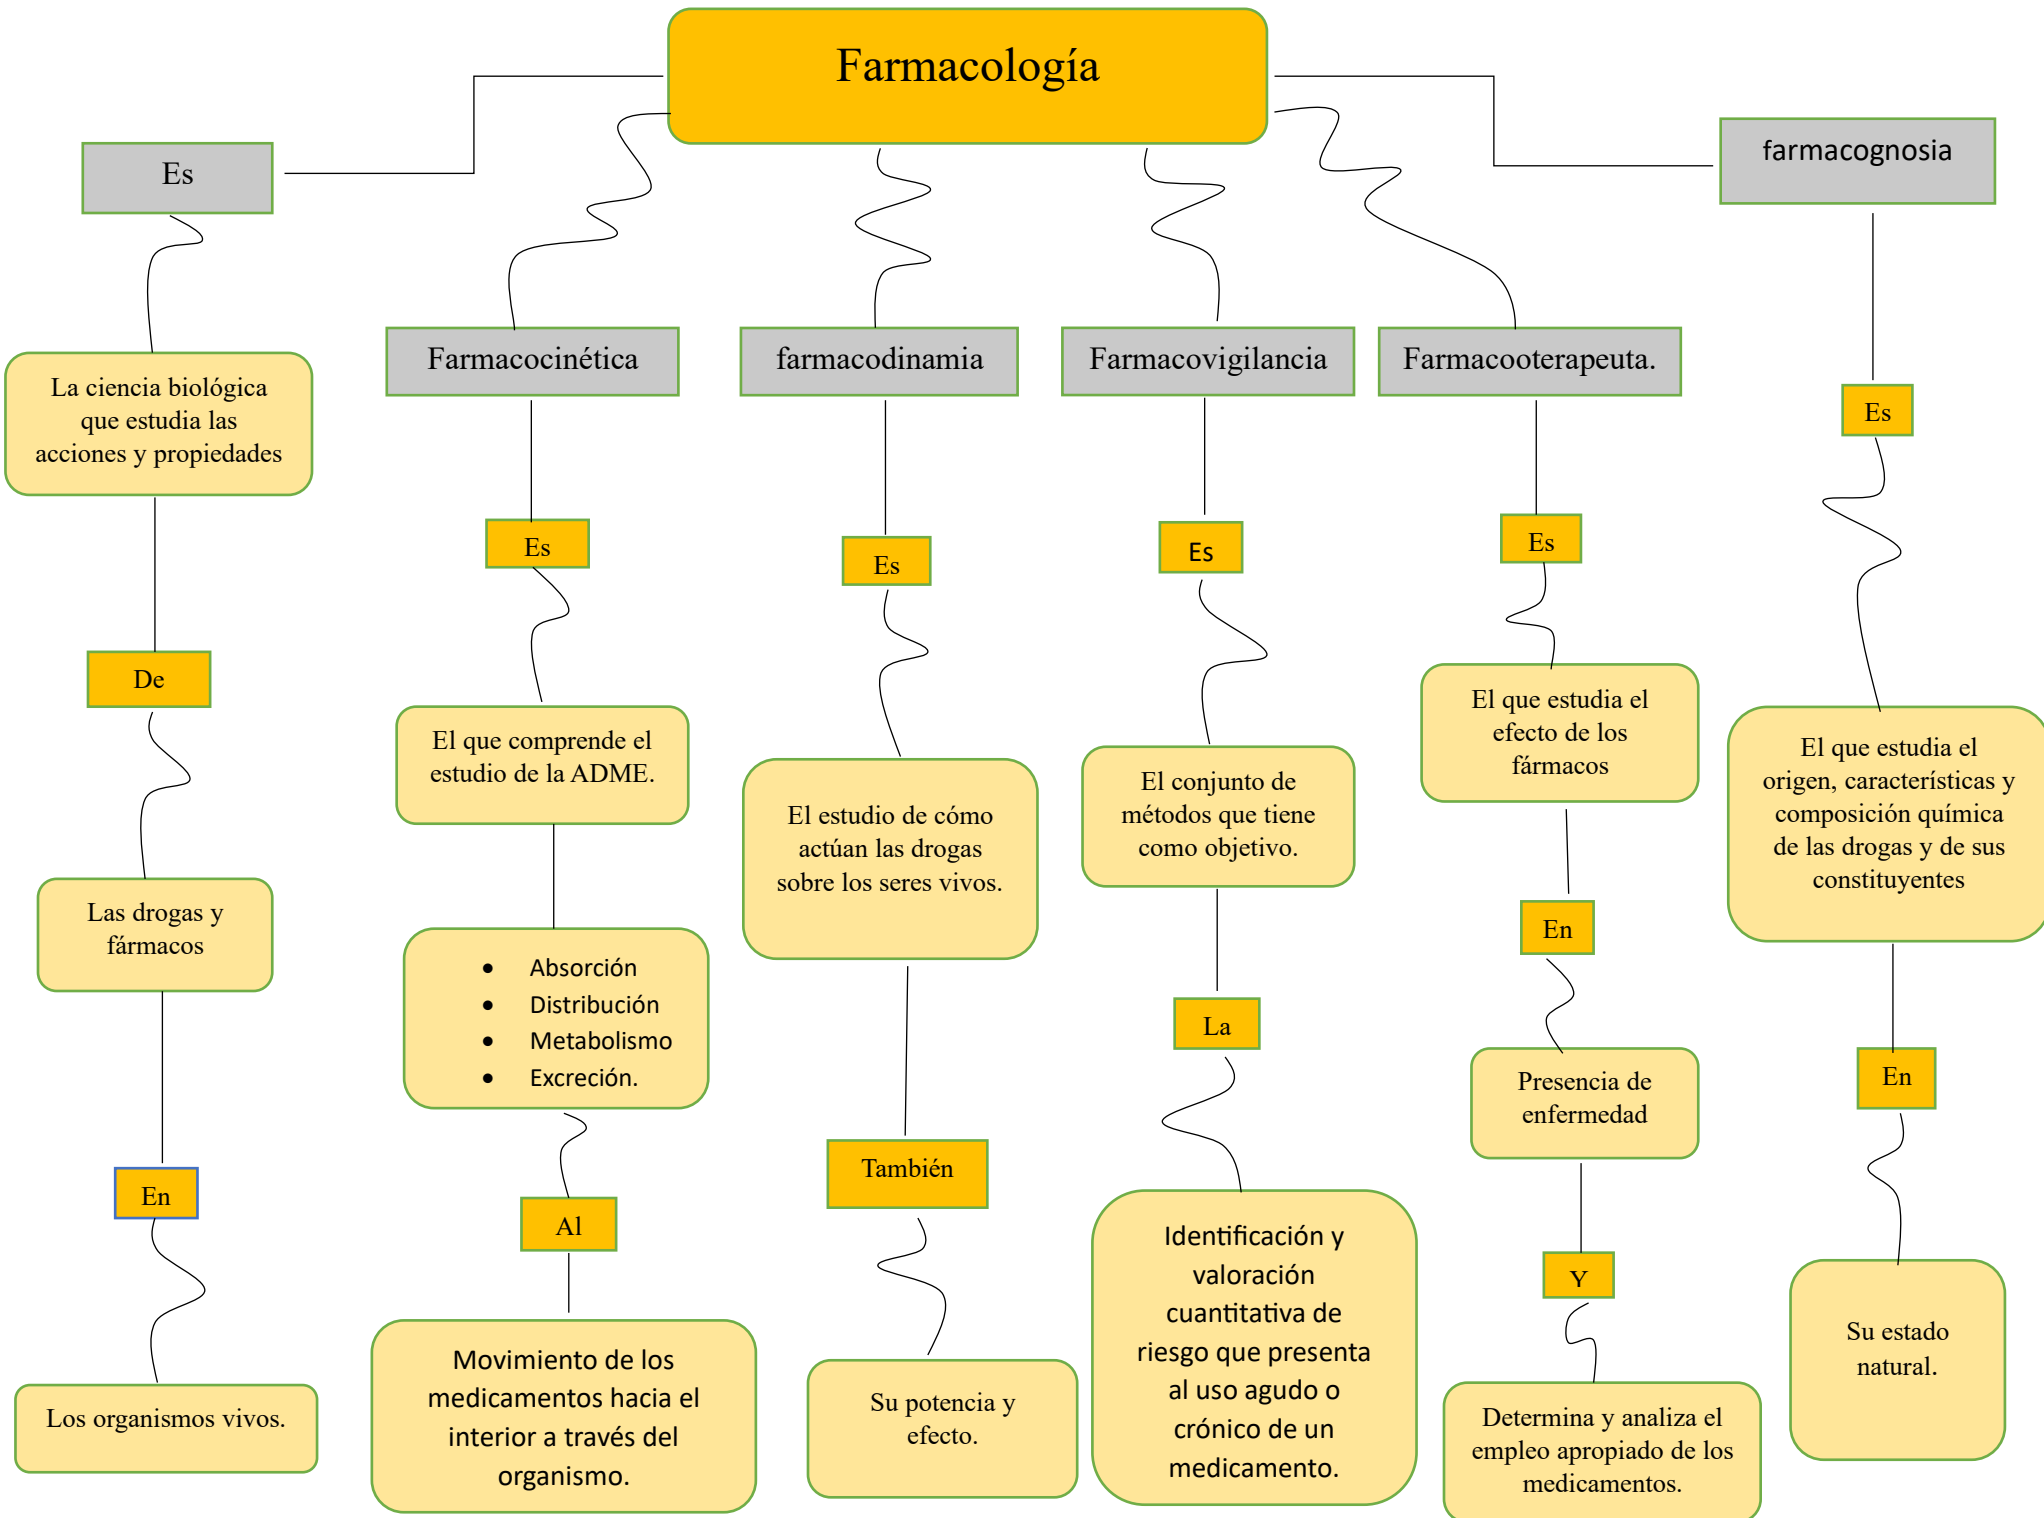 Farmacología
Es
La ciencia biológica
que estudia las
acciones y propiedades
De
Las drogas y
fármacos
En
Los organismos vivos.
Farmacocinética
Es
El que comprende el
estudio de la ADME.
• Absorción
• Distribución
• Metabolismo
• Excreción.
Al
Movimiento de los
medicamentos hacia el
interior a través del
organismo.
farmacodinamia
Es
El estudio de cómo
actúan las drogas
sobre los seres vivos.
También
Su potencia y
efecto.
Farmacovigilancia
Es
El conjunto de
métodos que tiene
como objetivo.
La
Identificación y
valoración
cuantitativa de
riesgo que presenta
al uso agudo o
crónico de un
medicamento.
Farmacooterapeuta.
Es
El que estudia el
efecto de los
fármacos
En
Presencia de
enfermedad
Y
Determina y analiza el
empleo apropiado de los
medicamentos.
farmacognosia
Es
El que estudia el
origen, características y
composición química
de las drogas y de sus
constituyentes
En
Su estado
natural.